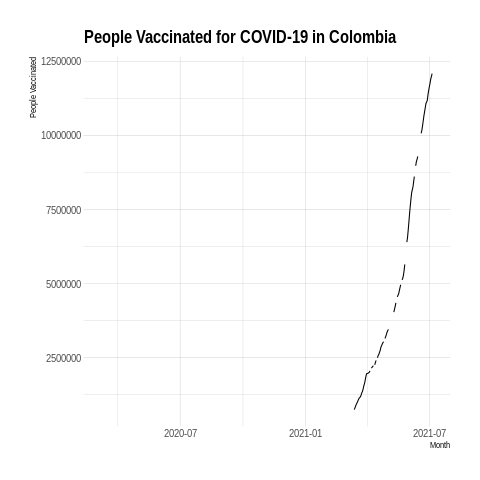 People Vaccinated for COVID-19 in Colombia
People Vaccinated
12500000
10000000
7500000
5000000
2500000
2020-07
2021-01
2021-07
Month